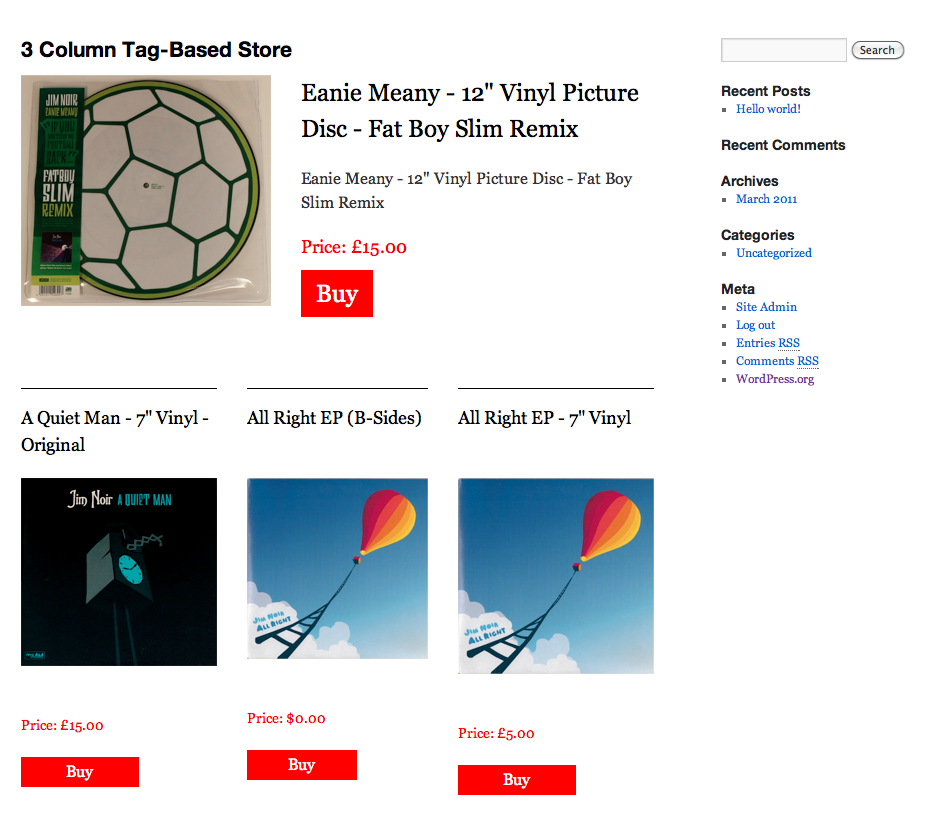 3 Column Tag-Based Store
JIM NOIR
EANIE MEANY
FATBOY
SLIM
REMIX
Eanie Meany - 12" Vinyl Picture
Disc - Fat Boy Slim Remix
Eanie Meany - 12" Vinyl Picture Disc - Fat Boy
Slim Remix
Price: £15.00
Buy
A Quiet Man - 7" Vinyl -
Original
Jim Noir A QUIET MAN
Price: £15.00
Buy
All Right EP (B-Sides)
JIM NOIR
ALL RIGHT
Price: $0.00
Buy
All Right EP - 7" Vinyl
JIM NOIR
ALL RIGHT
Price: £5.00
Buy
Search
Recent Posts
Hello world!
Recent Comments
Archives
March 2011
Categories
Uncategorized
Meta
Site Admin
Log out
Entries RSS
Comments RSS
WordPress.org